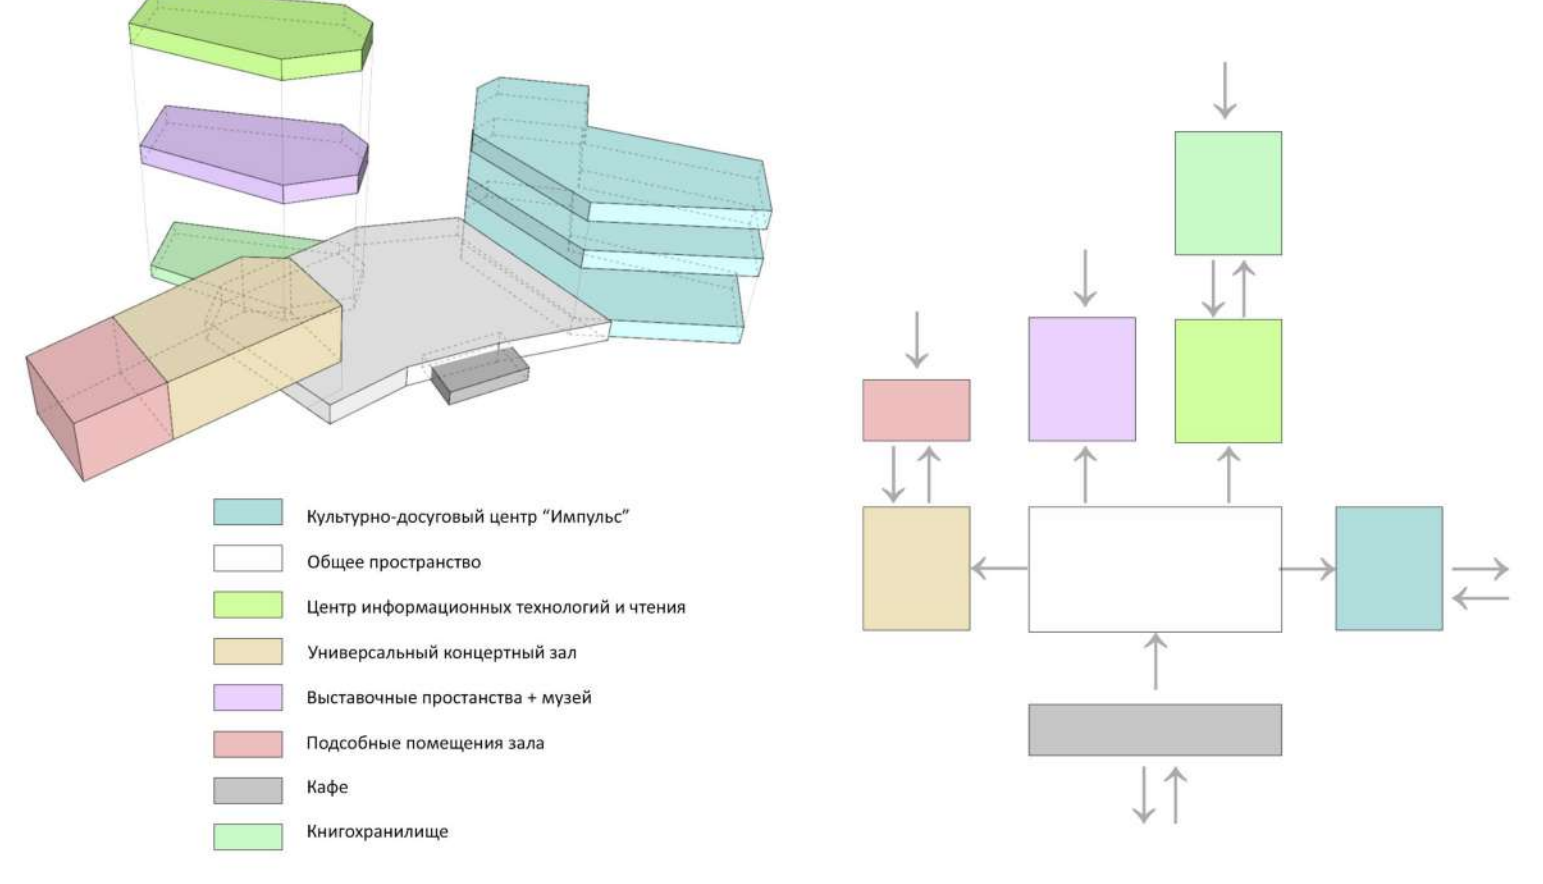 Культурно-досуговый центр “Импульс”
Общее пространство
Центр информационных технологий и чтения
Универсальный концертный зал
Выставочные простанства + музей
Подсобные помещения зала
Кафе
Книгохранилище